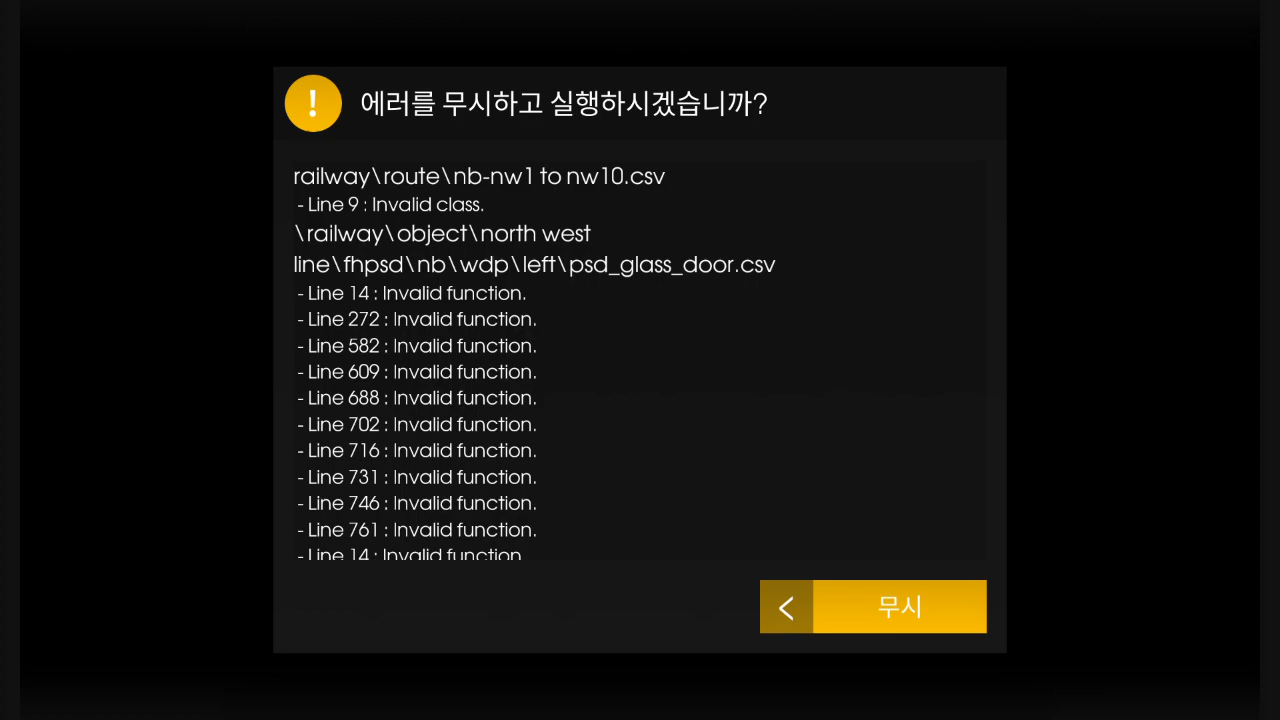 !
에러를 무시하고 실행하시겠습니까?
railway\route\nb-nw1 to nw10.csv
- Line 9 : Invalid class.
\railway\object\north west
line\fhpsd\nb\wdp\left\psd_glass_door.csv
- Line 14 : Invalid function.
- Line 272 : Invalid function.
- Line 582 : Invalid function.
- Line 609 : Invalid function.
- Line 688 : Invalid function.
- Line 702 : Invalid function.
- Line 716 : Invalid function.
- Line 731 : Invalid function.
- Line 746 : Invalid function.
- Line 761 : Invalid function.
- Line 14 : Invalid function
< 무시